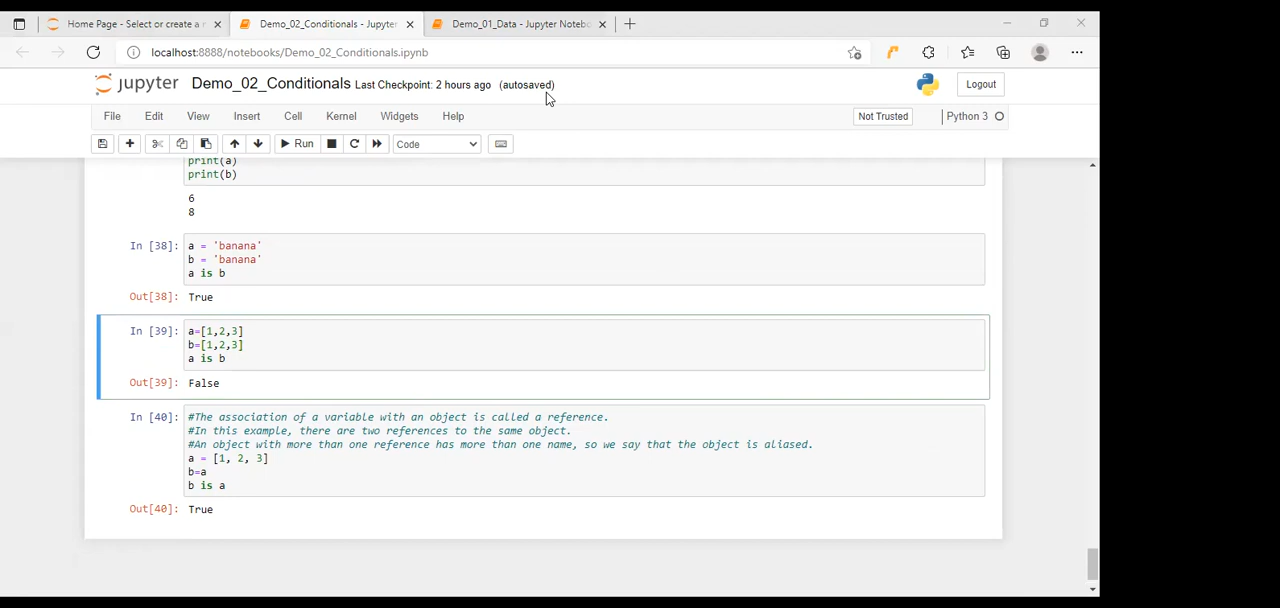 Home Page - Select or create a n
Demo_02_Conditionals - Jupyter
Demo_01_Data - Jupyter Notebo
localhost:8888/notebooks/Demo_02_Conditionals.ipynb
jupyter Demo_02_Conditionals Last Checkpoint: 2 hours ago (autosaved)
Logout
File Edit View Insert Cell Kernel Widgets Help
Not Trusted
Python 3
Run
Code
print(a)
print(b)
6
8
In [38]: a = 'banana'
b = 'banana'
a is b
Out[38]: True
In [39]: a=[1,2,3]
b=[1,2,3]
a is b
Out[39]: False
In [40]: #The association of a variable with an object is called a reference.
#In this example, there are two references to the same object.
#An object with more than one reference has more than one name, so we say that the object is aliased.
a = [1, 2, 3]
b=a
b is a
Out[40]: True